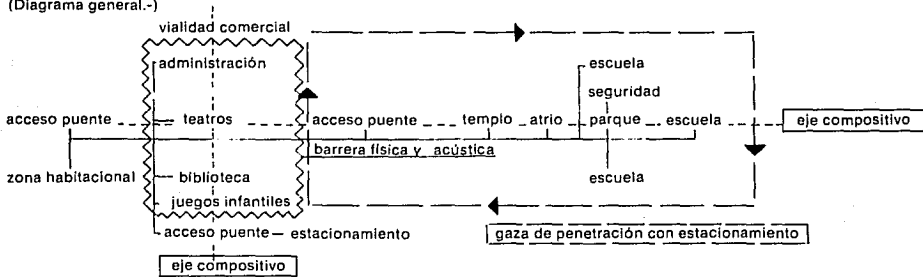 (Diagrama general.-)
vialidad comercial
administración
escuela
seguridad
acceso puente teatros acceso puente templo atrio parque escuela eje compositivo
barrera física y acústica
zona habitacional biblioteca escuela
juegos infantiles
acceso puente estacionamiento gaza de penetración con estacionamiento
eje compositivo